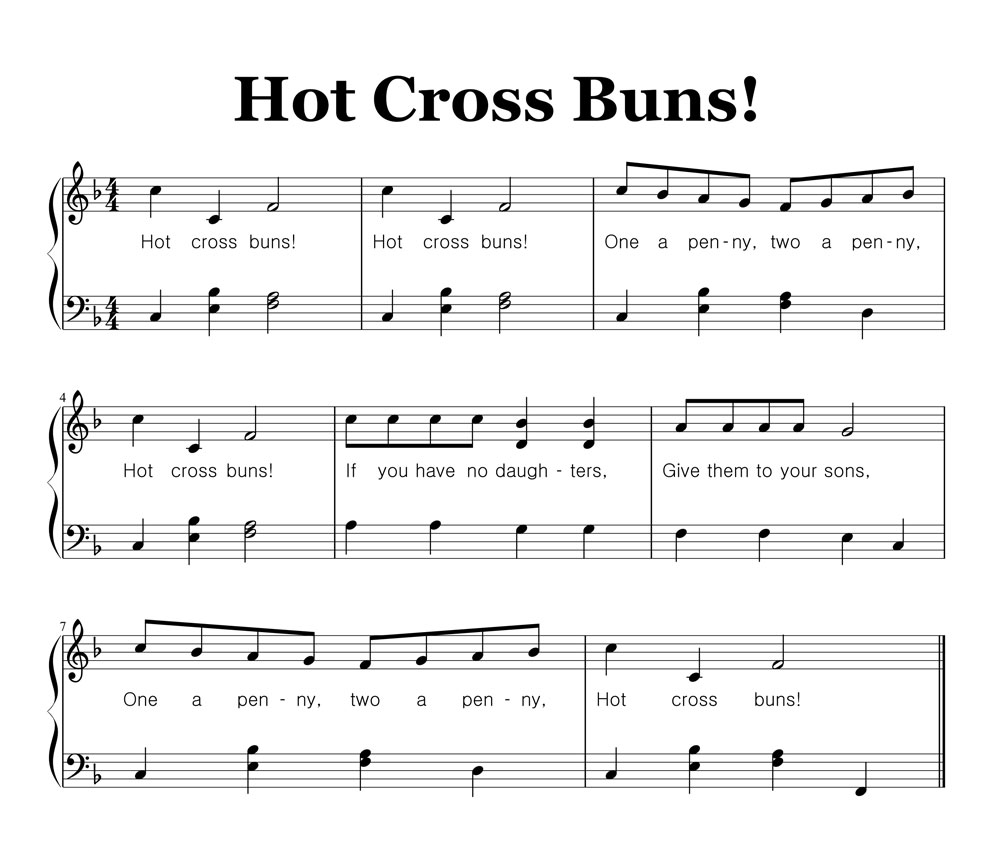 Hot Cross Buns!
4
4
Hot cross buns! Hot cross buns! One a pen-ny, two a pen-ny,
4
4
4
Hot cross buns! If you have no daugh - ters, Give them to your sons,
7
One a pen - ny, two a pen - ny, Hot cross buns!